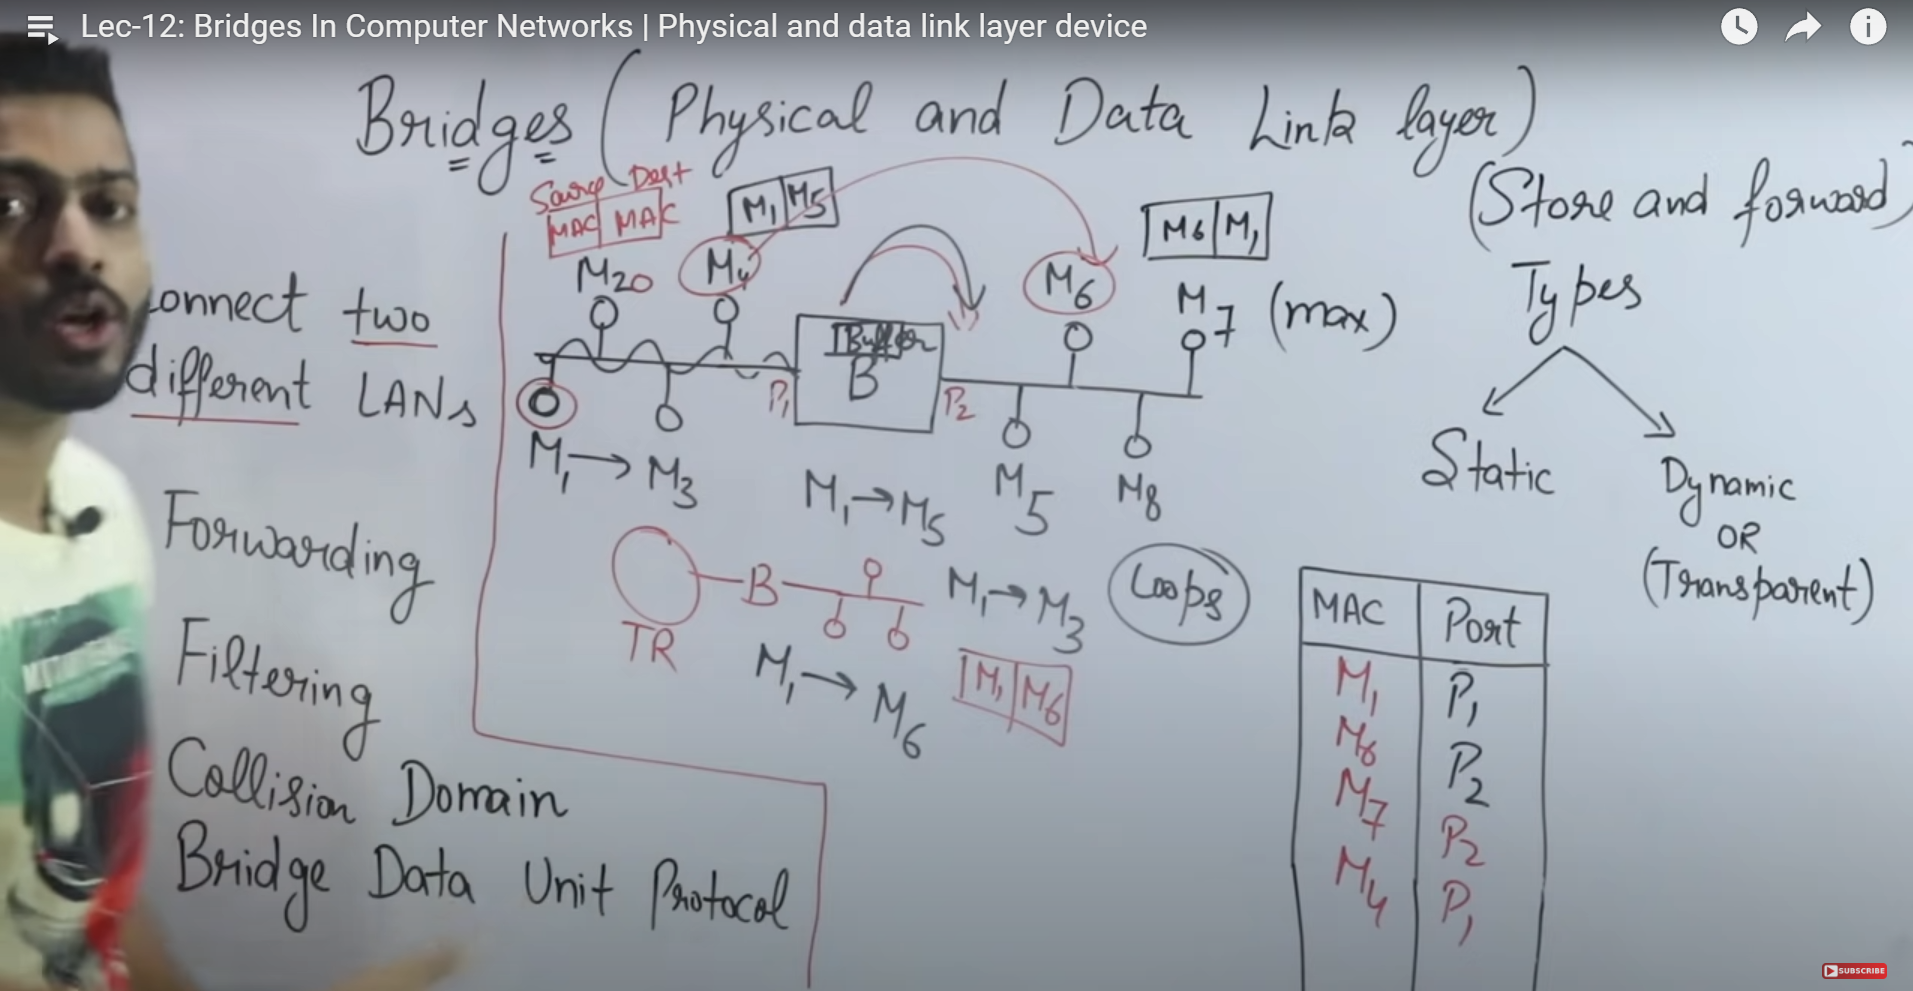 Lec-12: Bridges In Computer Networks | Physical and data link layer device
Bridges (Physical and Data Link layer)
(Store and forward)
Source Dest
MAC MAC
M1 M5
M6 M1
M20
M4
M6
M7 (max)
Buffer
B
P1
P2
M1 → M3
M1 → M5
M5
M8
onnect two
different LANs
Forwarding
Filtering
Collision Domain
Bridge Data Unit Protocol
B
TR
M1 → M3
M1 → M6
M1 M6
Loops
Types
Static
Dynamic
OR
(Transparent)
MAC Port
M1 P1
M6 P2
M7 P2
M4 P1
SUBSCRIBE